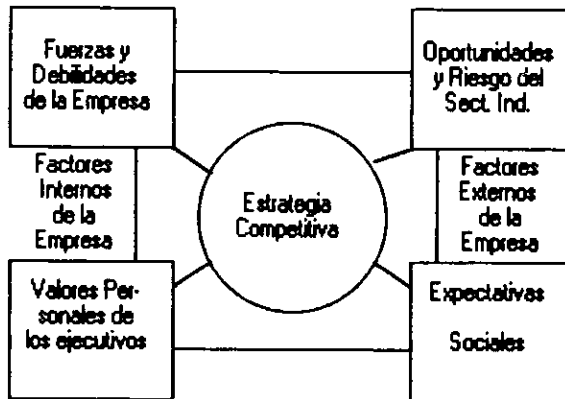 Fuerzas y
Debilidades
de la Empresa
Oportunidades
y Riesgo del
Sect. Ind.
Factores
Internos
de la
Empresa
Estrategia
Competitiva
Factores
Externos
de la
Empresa
Valores Per-
sonales de
los ejecutivos
Expectativas
Sociales